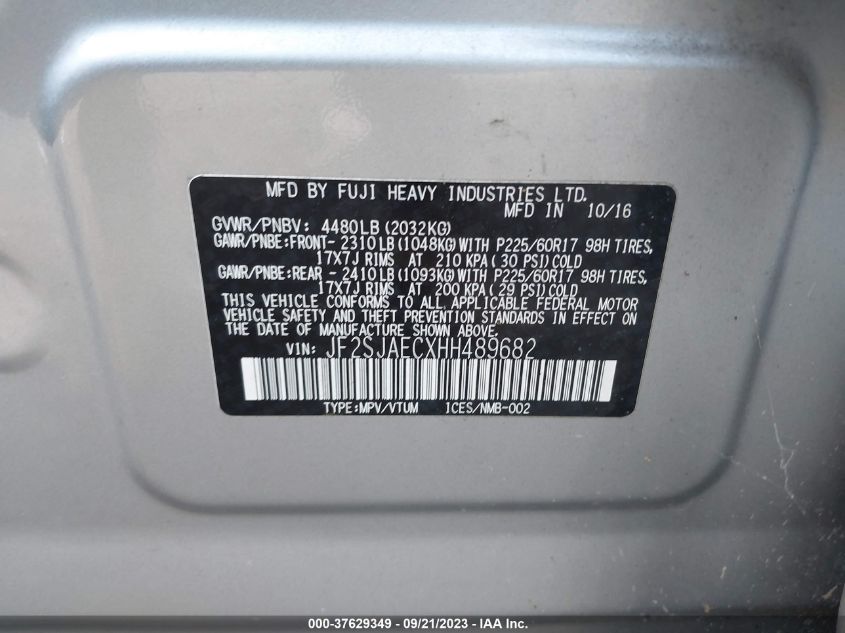 MFD BY FUJI HEAVY INDUSTRIES LTD.
MFD IN 10/16
GVWR/PNBV: 4480LB (2032KG)
GAWR/PNBE:FRONT- 2310LB (1048KG) WITH P225/60R17 98H TIRES,
17X7J RIMS AT 210 KPA (30 PSI) COLD
GAWR/PNBE:REAR - 2410LB (1093KG) WITH P225/60R17 98H TIRES,
17X7J RIMS AT 200 KPA (29 PSI) COLD
THIS VEHICLE CONFORMS TO ALL APPLICABLE FEDERAL MOTOR
VEHICLE SAFETY AND THEFT PREVENTION STANDARDS IN EFFECT ON
THE DATE OF MANUFACTURE SHOWN ABOVE.
VIN: JF2SJAECXHH489682
TYPE:MPV/VTUM ICES/NMB-002
000-37629349 - 09/21/2023 - IAA Inc.